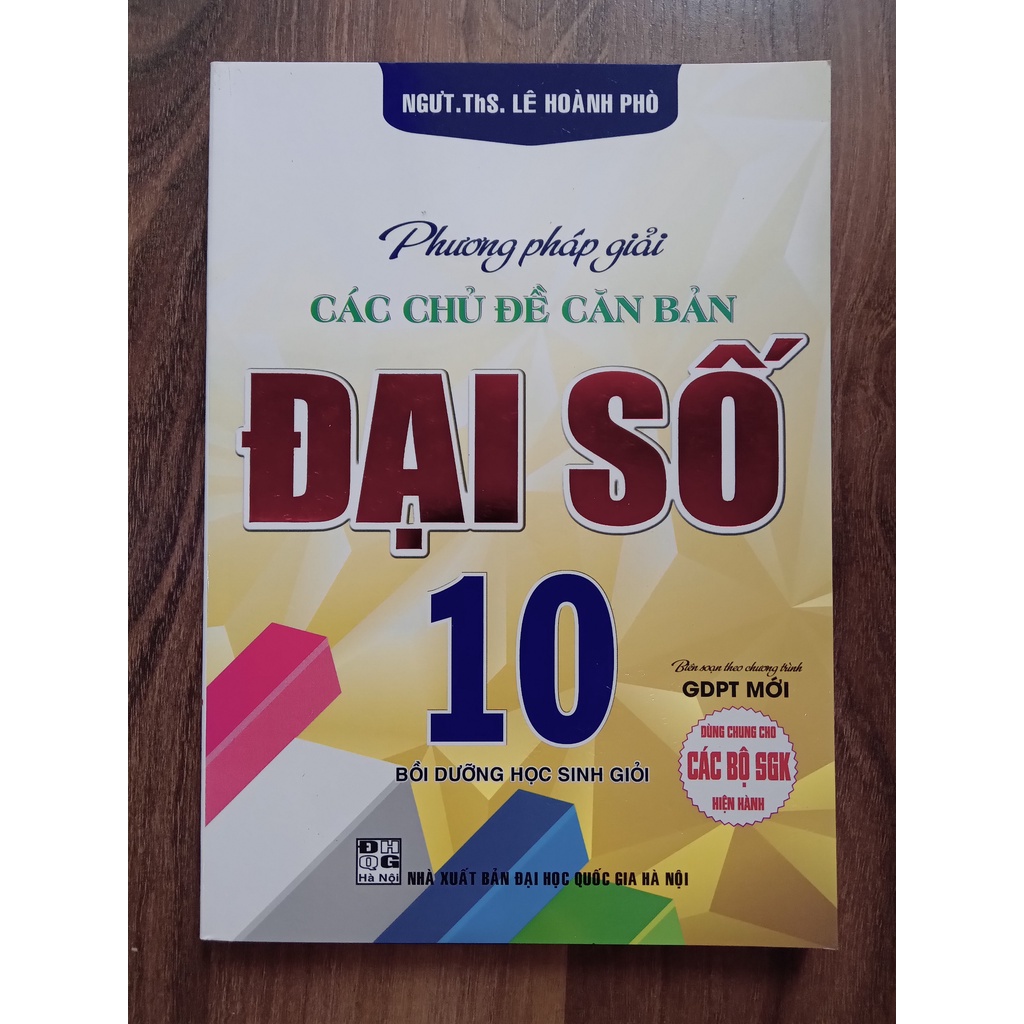 NGƯT.ThS. LÊ HOÀNH PHÒ
Phương pháp giải
CÁC CHỦ ĐỀ CĂN BẢN
ĐẠI SỐ
10
Biên soạn theo chương trình
GDPT MỚI
DÙNG CHUNG CHO
CÁC BỘ SGK
HIỆN HÀNH
BỒI DƯỠNG HỌC SINH GIỎI
ĐH
QG
Hà Nội
NHÀ XUẤT BẢN ĐẠI HỌC QUỐC GIA HÀ NỘI